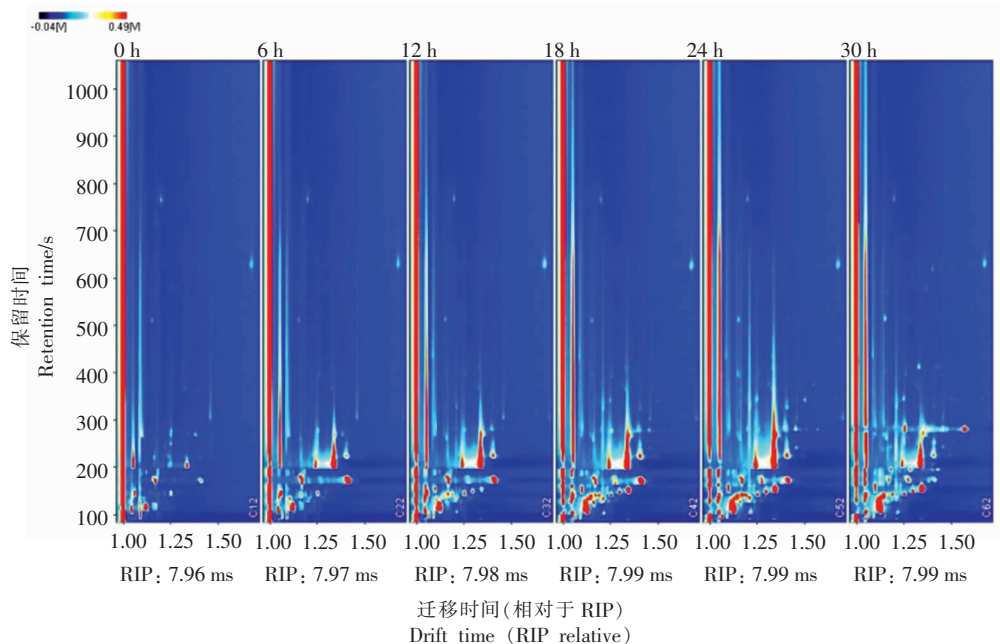 -0.04[V] 0.49[V]
0 h 6 h 12 h 18 h 24 h 30 h
1000
900
800
700
600
500
400
300
200
100
保留时间
Retention time/s
C12 C22 C32 C42 C52 C62
1.00 1.25 1.50 1.00 1.25 1.50 1.00 1.25 1.50 1.00 1.25 1.50 1.00 1.25 1.50 1.00 1.25 1.50
RIP: 7.96 ms RIP: 7.97 ms RIP: 7.98 ms RIP: 7.99 ms RIP: 7.99 ms RIP: 7.99 ms
迁移时间(相对于 RIP)
Drift time (RIP relative)